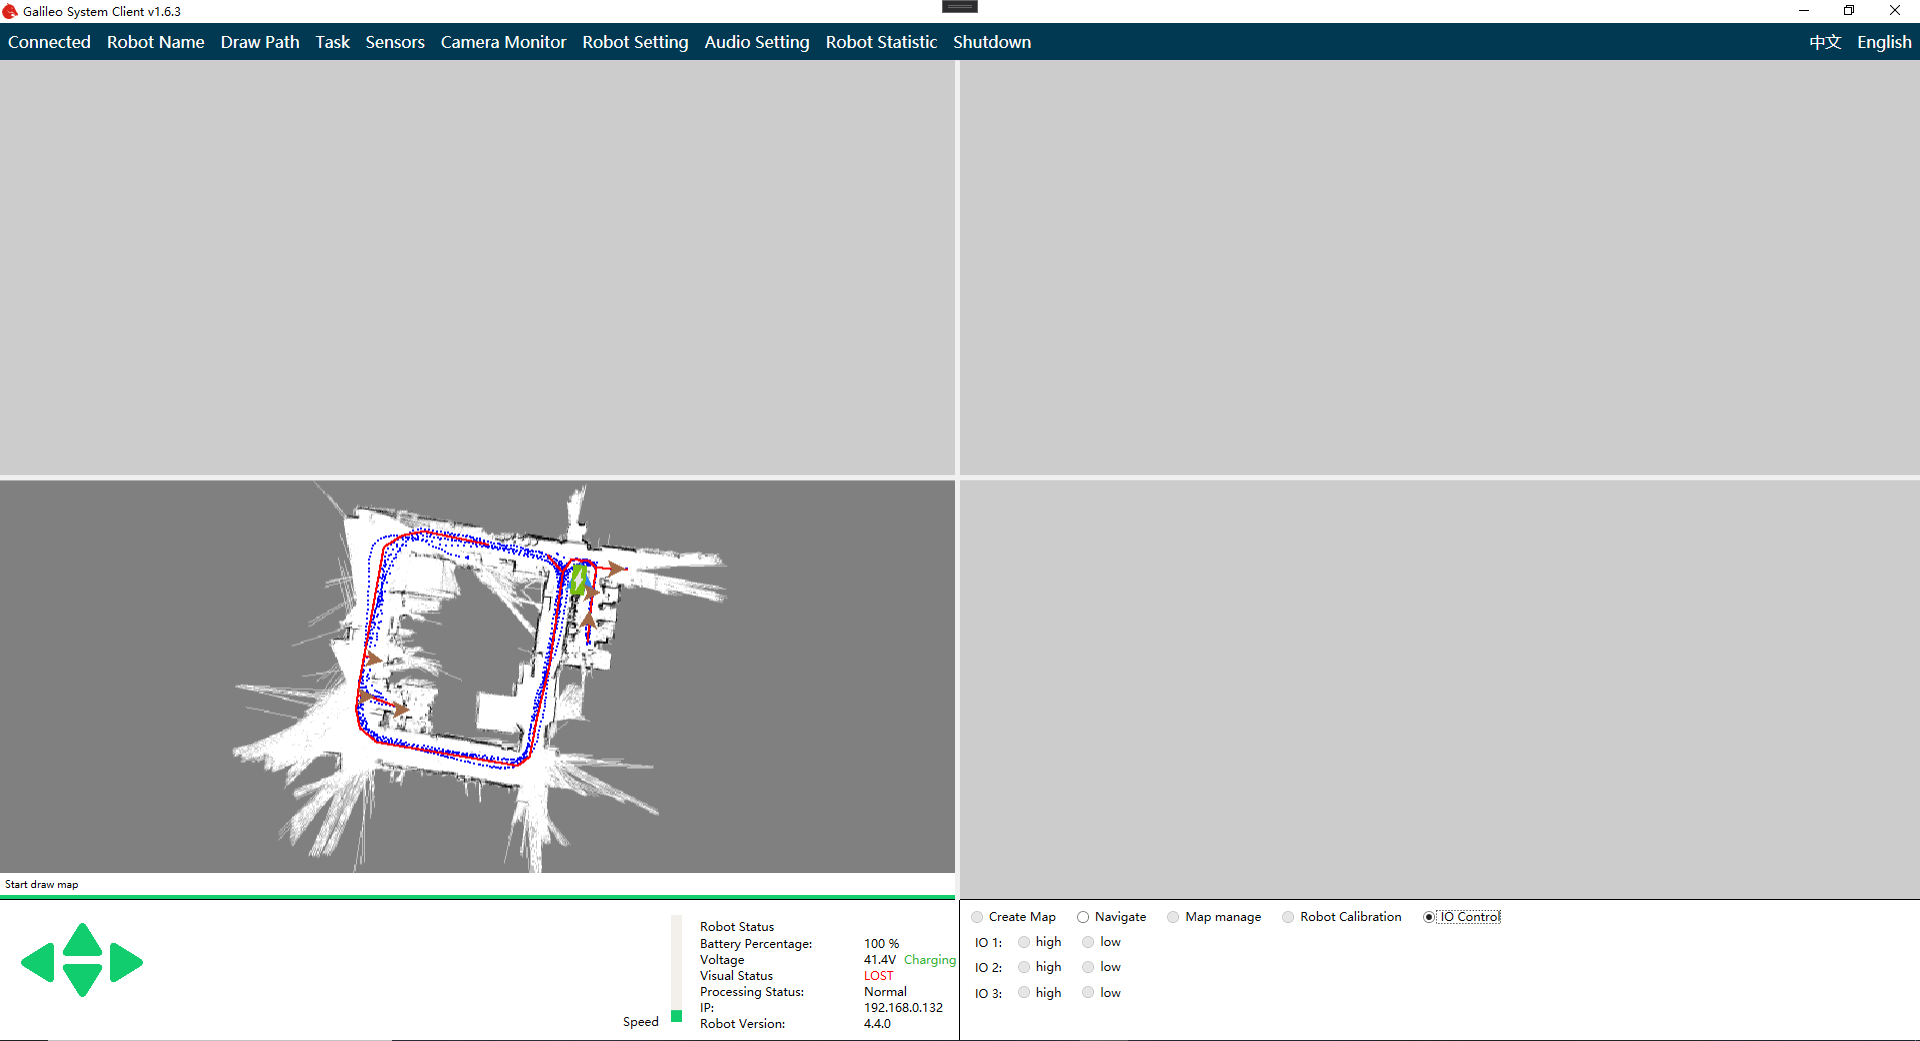 Galileo System Client v1.6.3
Connected Robot Name Draw Path Task Sensors Camera Monitor Robot Setting Audio Setting Robot Statistic Shutdown 中文 English
Start draw map
Speed
Robot Status
Battery Percentage: 100 %
Voltage 41.4V Charging
Visual Status LOST
Processing Status: Normal
IP: 192.168.0.132
Robot Version: 4.4.0
Create Map Navigate Map manage Robot Calibration IO Control
IO 1: high low
IO 2: high low
IO 3: high low